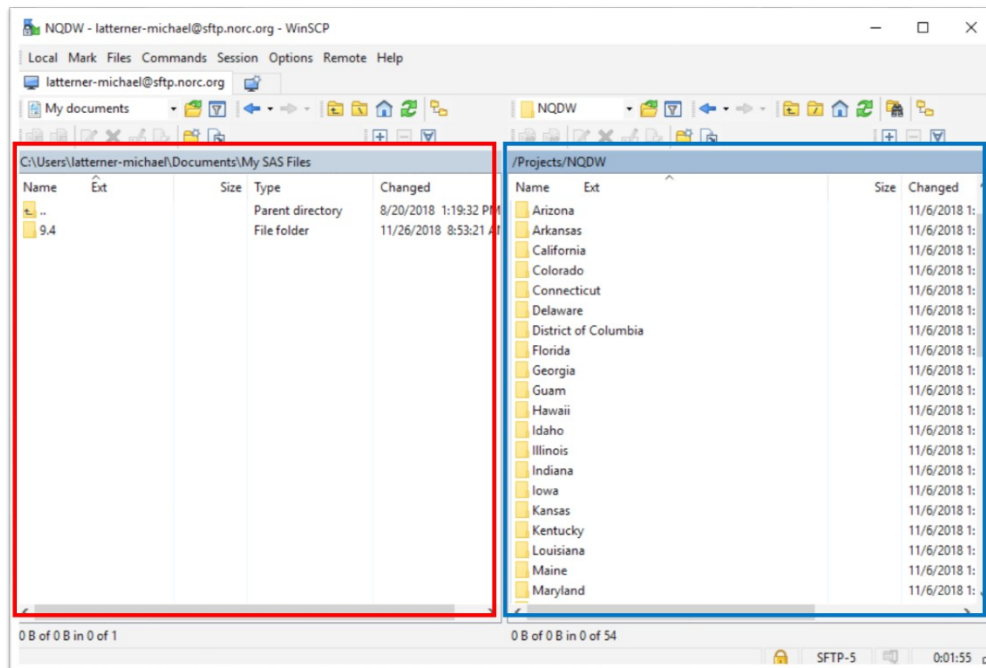 NQDW - latterner-michael@sftp.norc.org - WinSCP
Local Mark Files Commands Session Options Remote Help
latterner-michael@sftp.norc.org
My documents NQDW
C:\Users\latterner-michael\Documents\My SAS Files
Name Ext Size Type Changed
.. Parent directory 8/20/2018 1:19:32 PM
9.4 File folder 11/26/2018 8:53:21 AM
/Projects/NQDW
Name Ext Size Changed
Arizona 11/6/2018 1:
Arkansas 11/6/2018 1:
California 11/6/2018 1:
Colorado 11/6/2018 1:
Connecticut 11/6/2018 1:
Delaware 11/6/2018 1:
District of Columbia 11/6/2018 1:
Florida 11/6/2018 1:
Georgia 11/6/2018 1:
Guam 11/6/2018 1:
Hawaii 11/6/2018 1:
Idaho 11/6/2018 1:
Illinois 11/6/2018 1:
Indiana 11/6/2018 1:
Iowa 11/6/2018 1:
Kansas 11/6/2018 1:
Kentucky 11/6/2018 1:
Louisiana 11/6/2018 1:
Maine 11/6/2018 1:
Maryland 11/6/2018 1:
0 B of 0 B in 0 of 1
0 B of 0 B in 0 of 54
SFTP-5 0:01:55